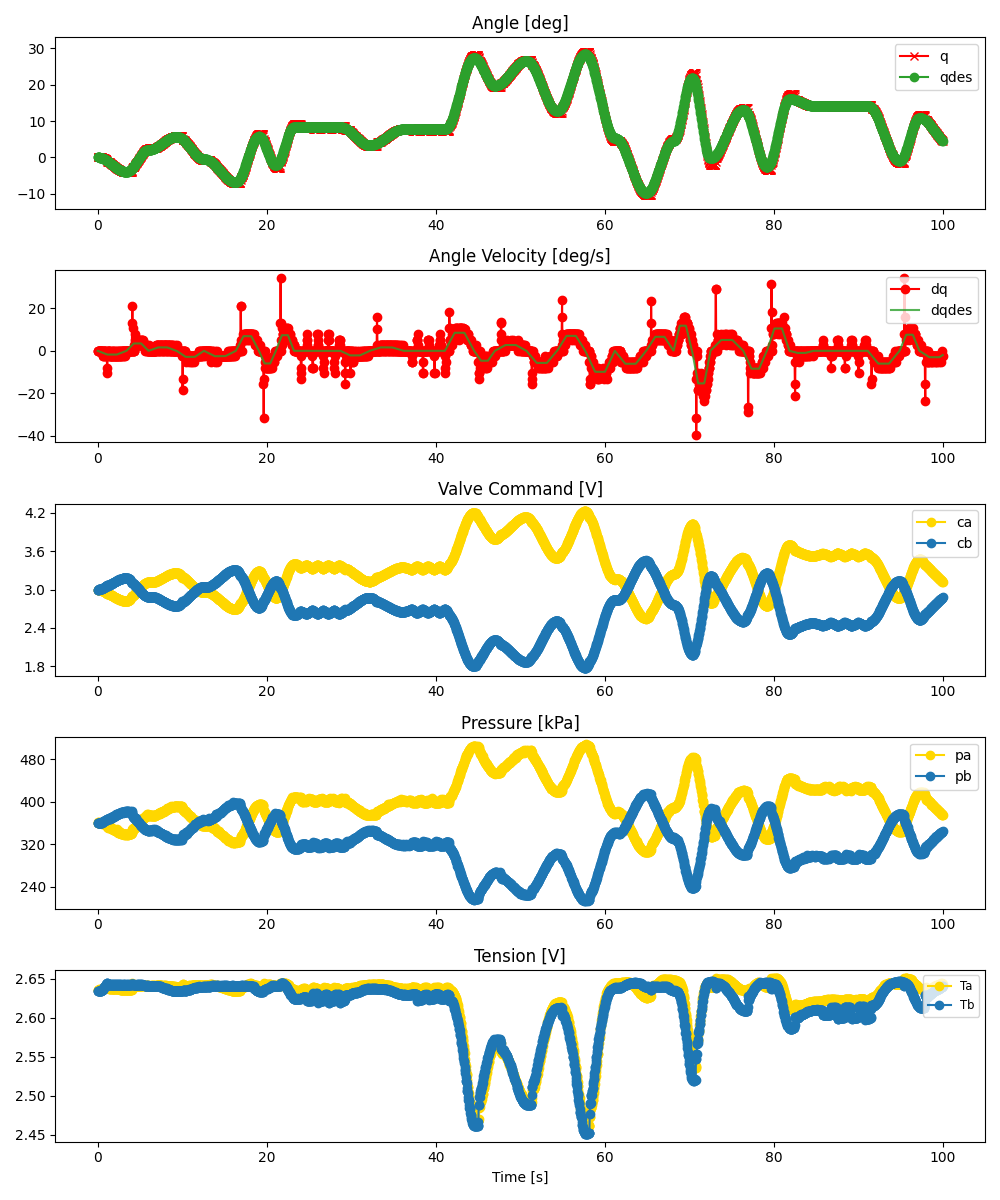 Angle [deg]
30
20
10
0
−10
q
qdes
0 20 40 60 80 100
Angle Velocity [deg/s]
20
0
−20
−40
dq
dqdes
0 20 40 60 80 100
Valve Command [V]
4.2
3.6
3.0
2.4
1.8
ca
cb
0 20 40 60 80 100
Pressure [kPa]
480
400
320
240
pa
pb
0 20 40 60 80 100
Tension [V]
2.65
2.60
2.55
2.50
2.45
Ta
Tb
0 20 40 60 80 100
Time [s]